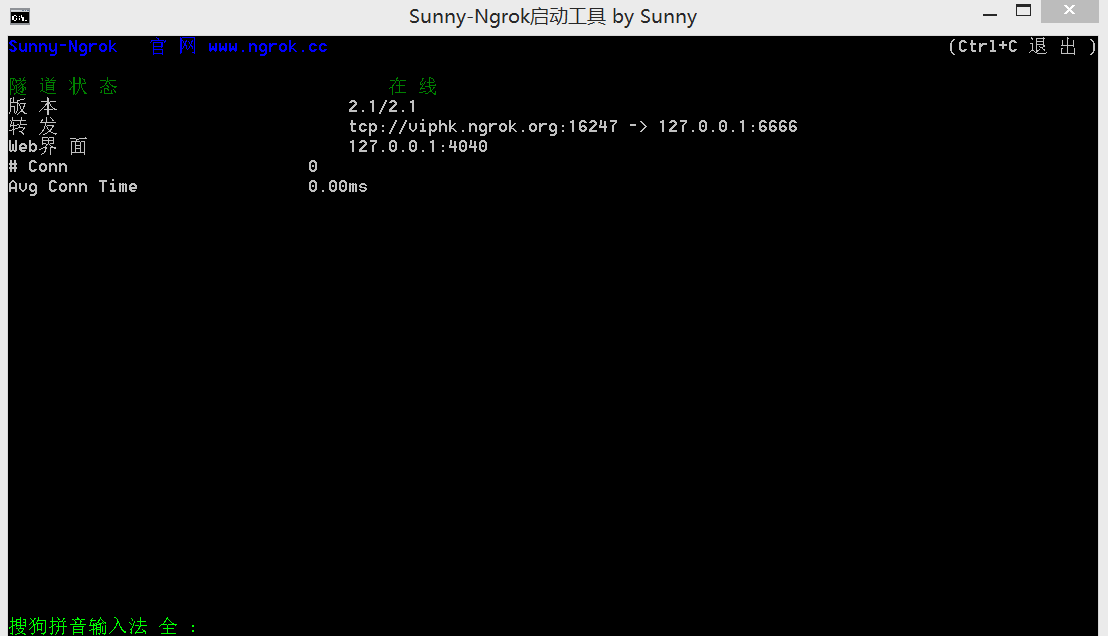 Sunny-Ngrok启动工具 by Sunny
Sunny-Ngrok 官网 www.ngrok.cc (Ctrl+C 退出)
隧道状态 在线
版本 2.1/2.1
转发 tcp://viphk.ngrok.org:16247 -> 127.0.0.1:6666
Web界面 127.0.0.1:4040
# Conn 0
Avg Conn Time 0.00ms
搜狗拼音输入法 全 :